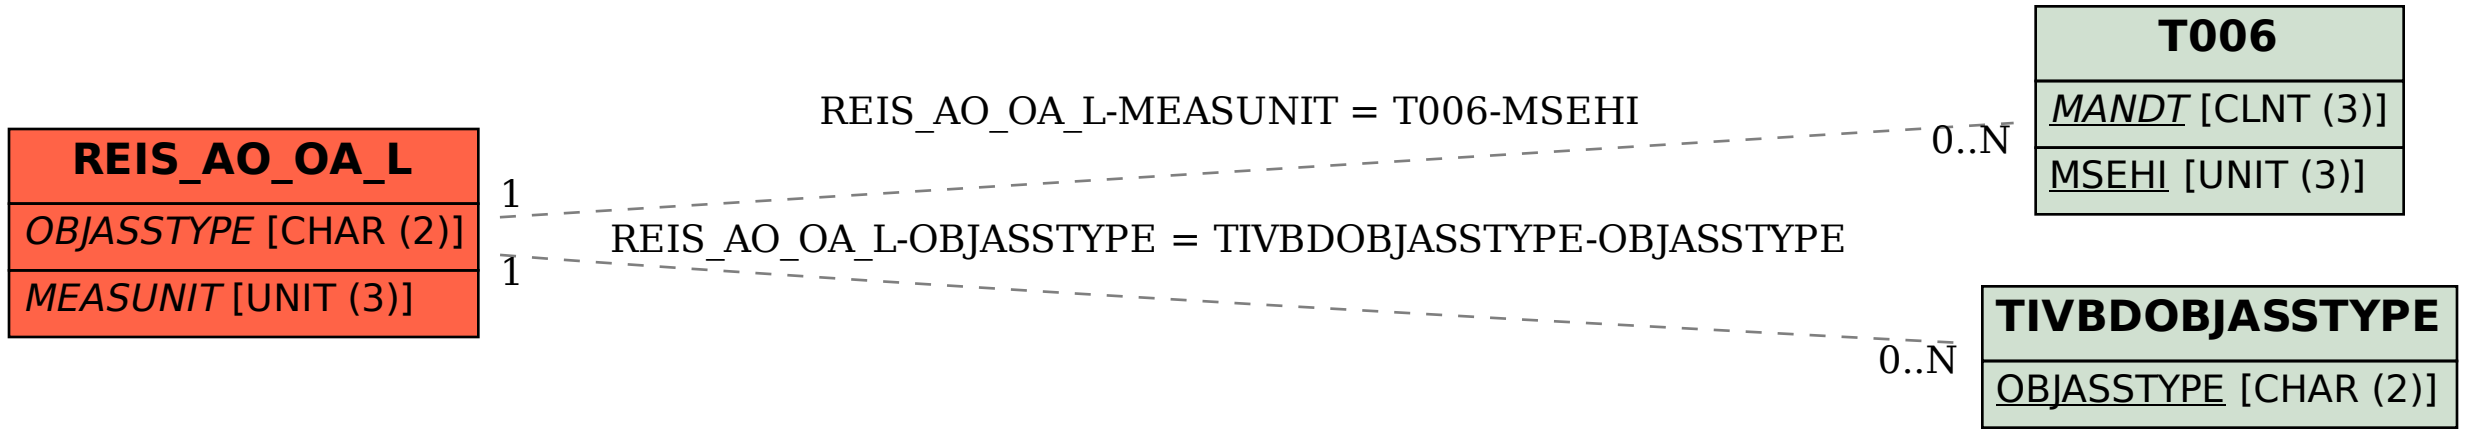 REIS_AO_OA_L
OBJASSTYPE [CHAR (2)]
MEASUNIT [UNIT (3)]
REIS_AO_OA_L-MEASUNIT = T006-MSEHI
1
0..N
REIS_AO_OA_L-OBJASSTYPE = TIVBDOBJASSTYPE-OBJASSTYPE
1
0..N
T006
MANDT [CLNT (3)]
MSEHI [UNIT (3)]
TIVBDOBJASSTYPE
OBJASSTYPE [CHAR (2)]